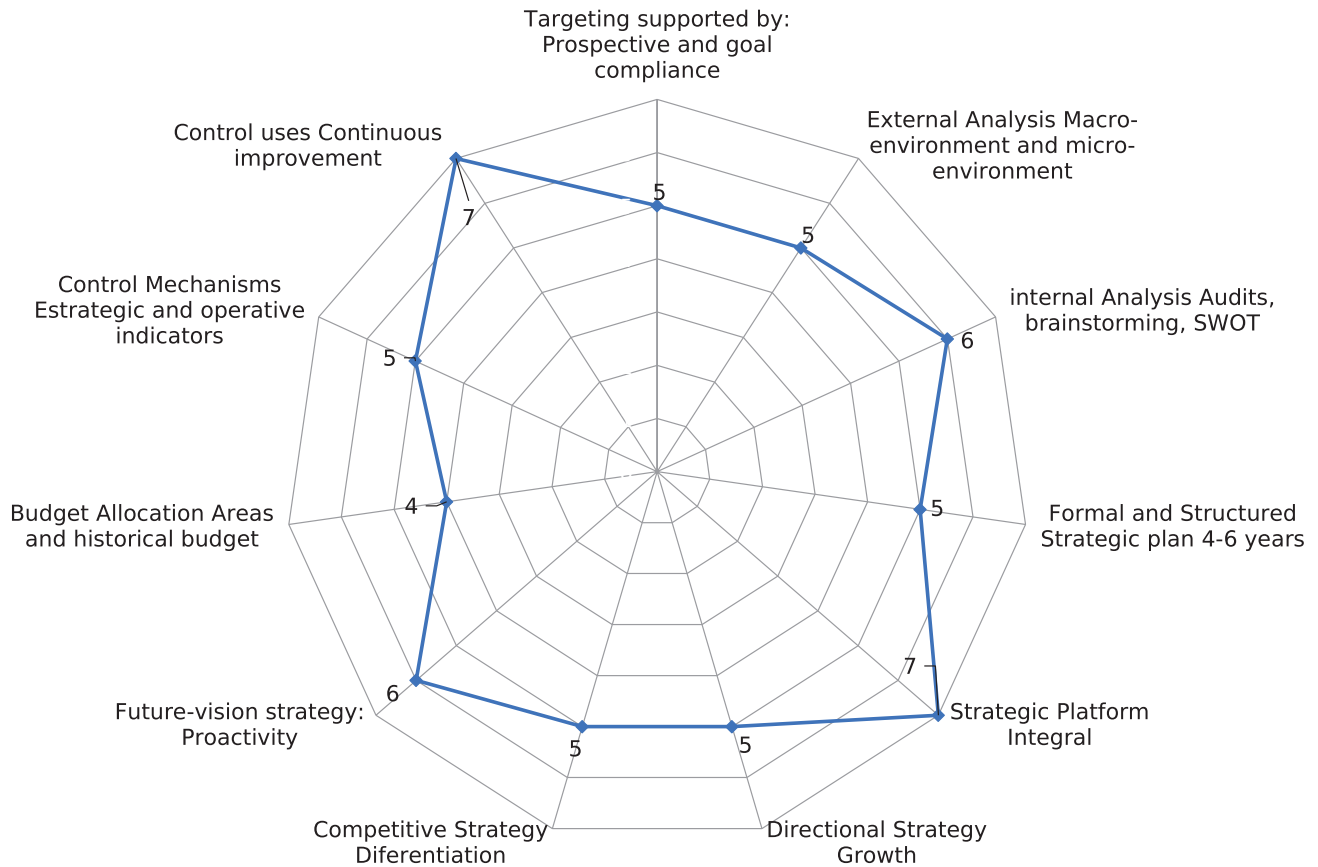 Targeting supported by:
Prospective and goal
compliance
External Analysis Macro-
environment and micro-
environment
internal Analysis Audits,
brainstorming, SWOT
Formal and Structured
Strategic plan 4-6 years
Strategic Platform
Integral
Directional Strategy
Growth
Competitive Strategy
Diferentiation
Future-vision strategy:
Proactivity
Budget Allocation Areas
and historical budget
Control Mechanisms
Estrategic and operative
indicators
Control uses Continuous
improvement
5
5
6
5
7
5
5
6
4
5
7